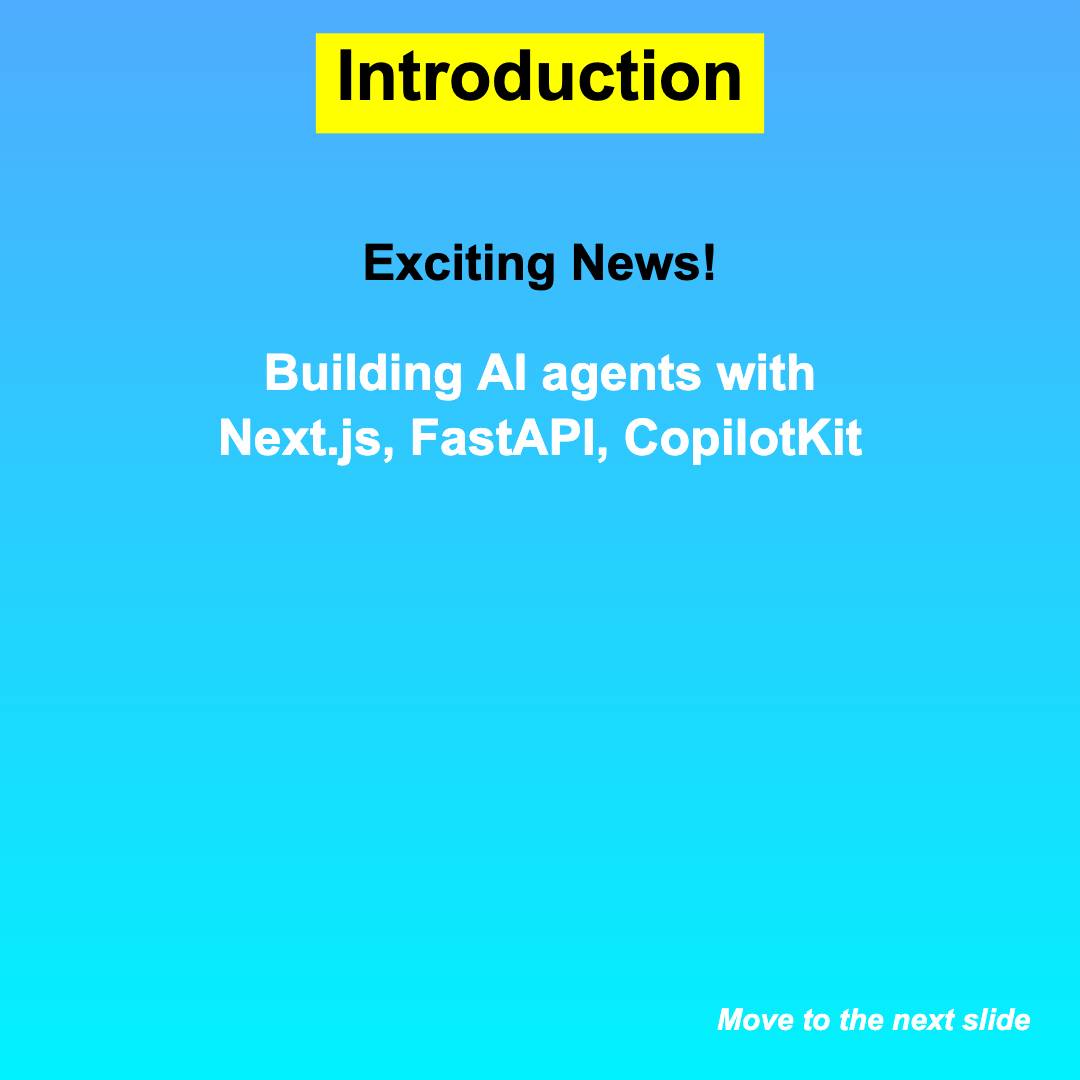 Introduction
Exciting News!
Building AI agents with
Next.js, FastAPI, CopilotKit
Move to the next slide